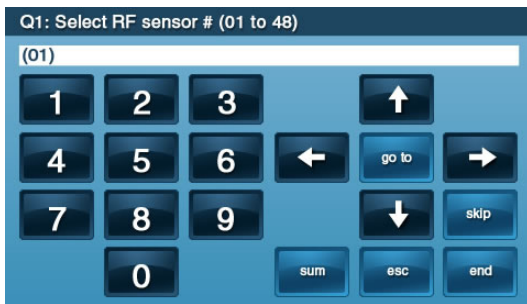 Q1: Select RF sensor # (01 to 48)
(01)
1 2 3
4 5 6 go to
7 8 9 skip
0 sum esc end